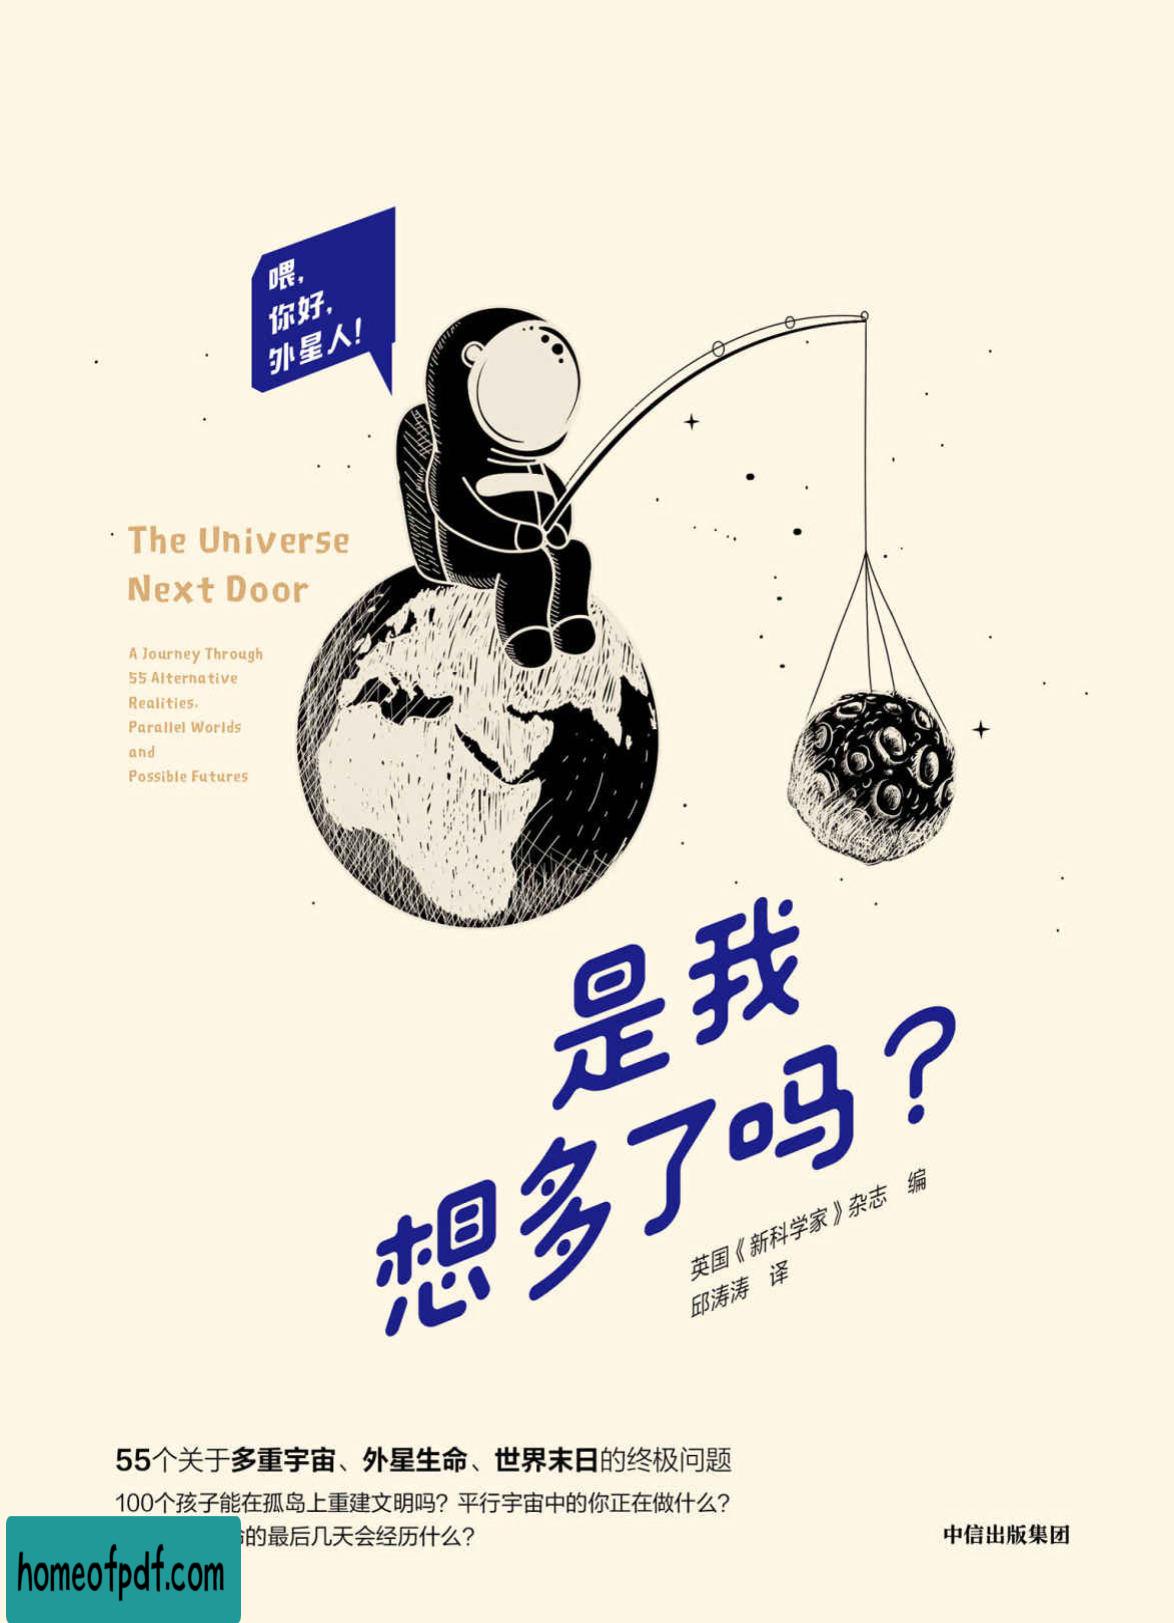 喂,
你好,
外星人!
The Universe
Next Door
A Journey Through
55 Alternative
Realities.
Parallel Worlds
and
Possible Futures
是我
想多了吗?
英国《新科学家》杂志 编
邱涛涛 译
55个关于多重宇宙、外星生命、世界末日的终极问题
100个孩子能在孤岛上重建文明吗?平行宇宙中的你正在做什么?
的最后几天会经历什么?
中信出版集团
homeofpdf.com